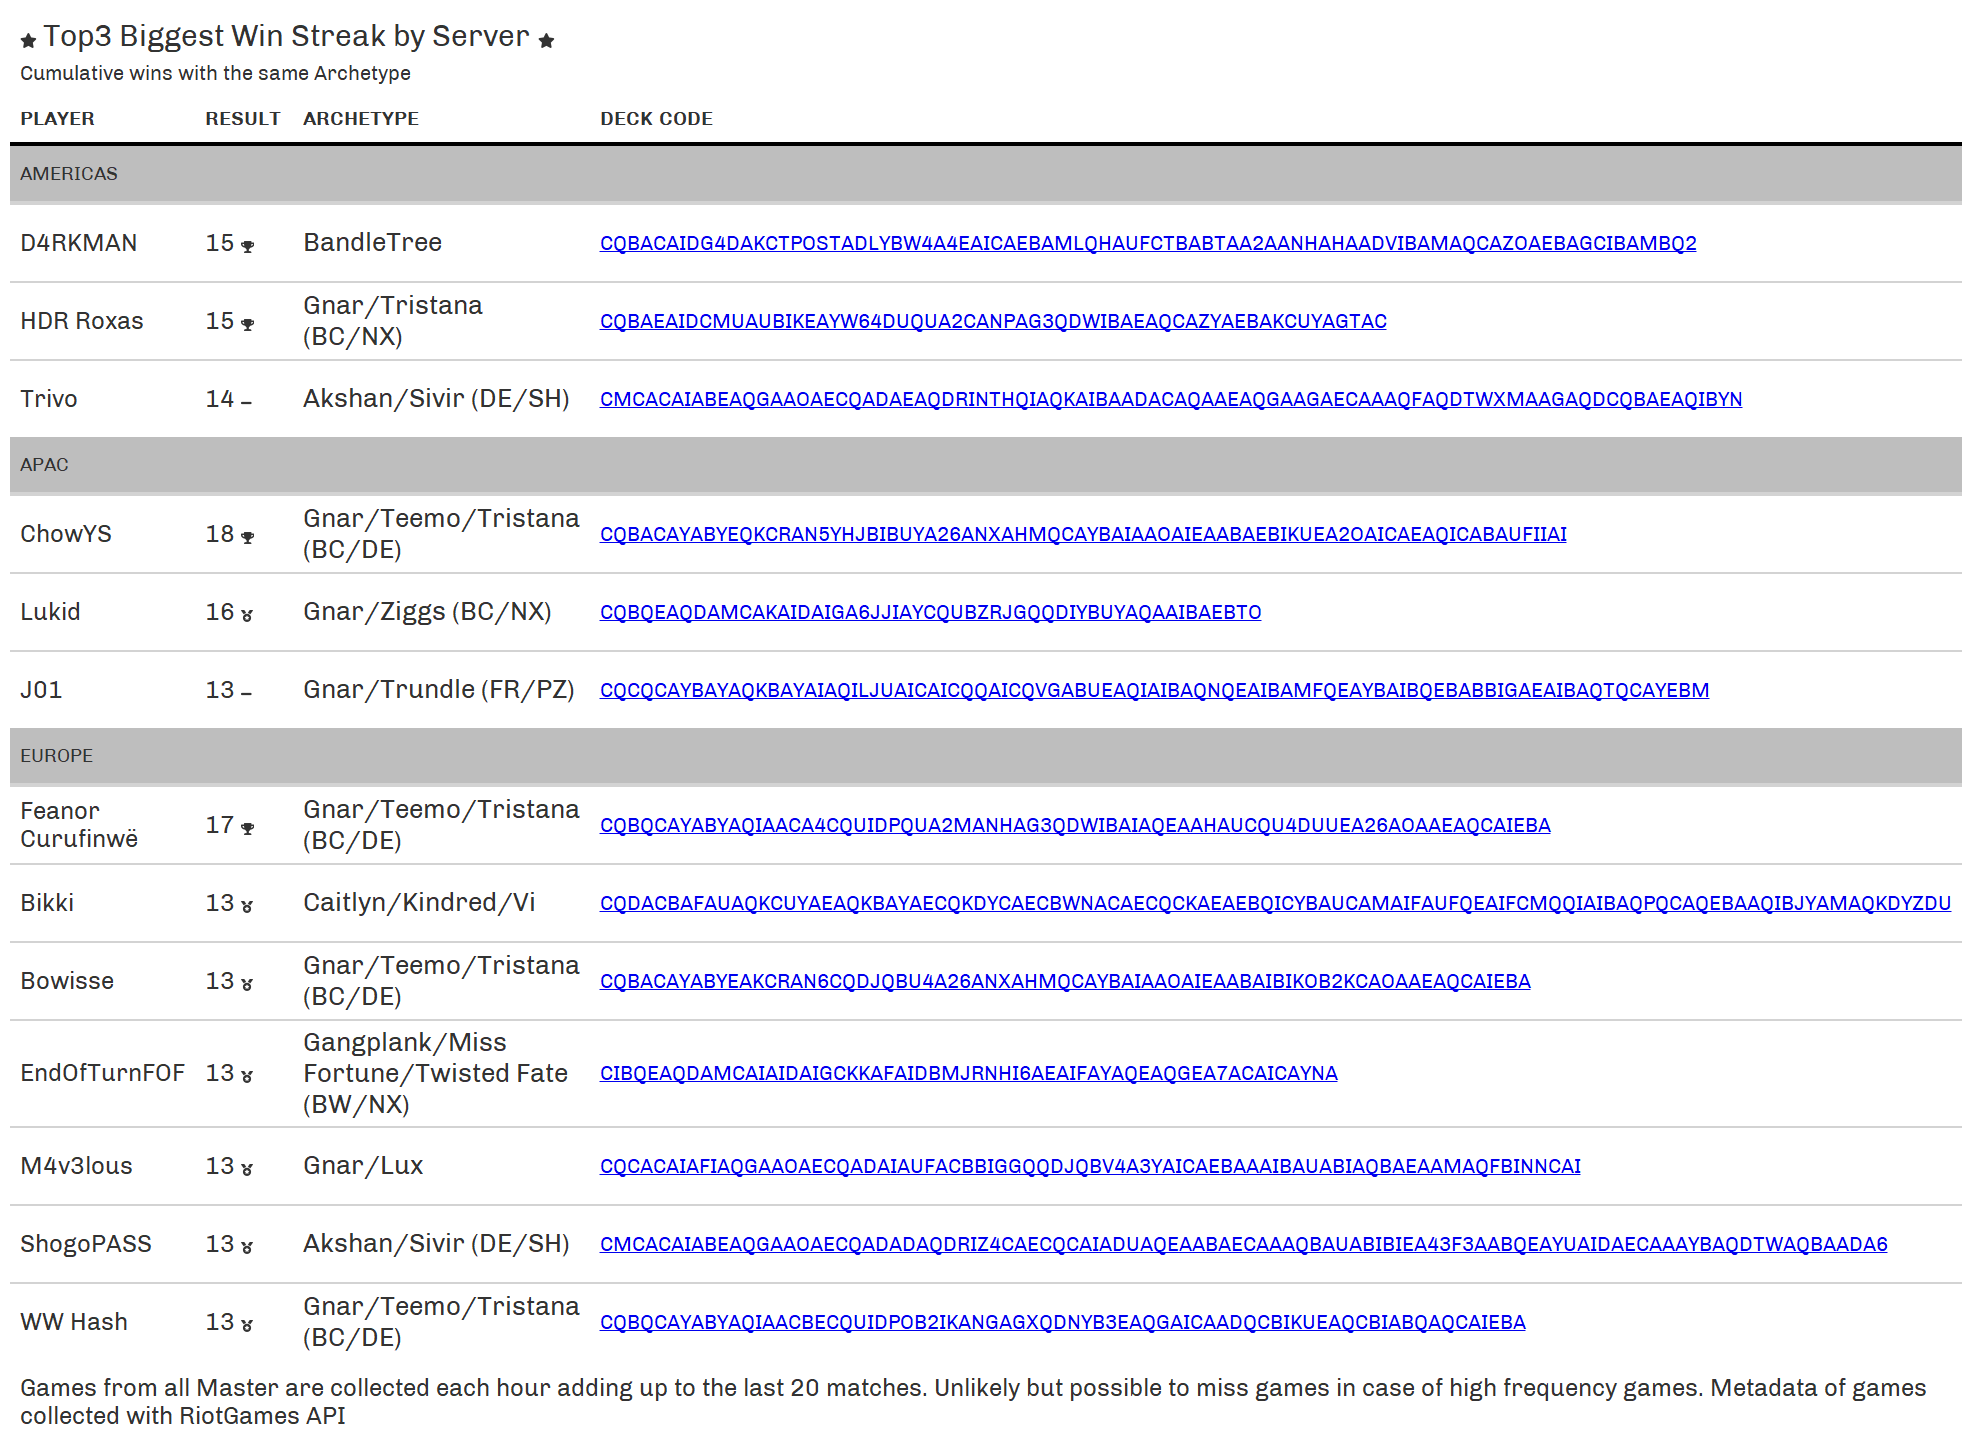 ★ Top3 Biggest Win Streak by Server ★
Cumulative wins with the same Archetype
PLAYER RESULT ARCHETYPE DECK CODE
AMERICAS
D4RKMAN 15 BandleTree CQBACAIDG4DAKCTPOSTADLYBW4A4EAICAEBAMLQHAUFCTBABTAA2AANHAHAADVIBAMAQCAZOAEBAGCIBAMBQ2
HDR Roxas 15 Gnar/Tristana (BC/NX) CQBAEAIDCMUAUBIKEAYW64DUQUA2CANPAG3QDWIBAEAQCAZYAEBAKCUYAGTAC
Trivo 14 – Akshan/Sivir (DE/SH) CMCACAIABEAQGAAOAECQADAEAQDRINTHQIAQKAIBAADACAQAAEAQGAAGAECAAAQFAQDTWXMAAGAQDCQBAEAQIBYN
APAC
ChowYS 18 Gnar/Teemo/Tristana (BC/DE) CQBACAYABYEQKCRAN5YHJBIBUYA26ANXAHMQCAYBAIAAOAIEAABAEBIKUEA2OAICAEAQICABAUFIIAI
Lukid 16 Gnar/Ziggs (BC/NX) CQBQEAQDAMCAKAIDAIGA6JJIAYCQUBZRJGQQDIYBUYAQAAIBAEBTO
J01 13 – Gnar/Trundle (FR/PZ) CQCQCAYBAYAQKBAYAIAQILJUAICAICQQAICQVGABUEAQIAIBAQNQEAIBAMFQEAYBAIBQEBABBIGAEAIBAQTQCAYEBM
EUROPE
Feanor Curufinwë 17 Gnar/Teemo/Tristana (BC/DE) CQBQCAYABYAQIAACA4CQUIDPQUA2MANHAG3QDWIBAIAQEAAHAUCQU4DUUEA26AOAAEAQCAIEBA
Bikki 13 Caitlyn/Kindred/Vi CQDACBAFAUAQKCUYAEAQKBAYAECQKDYCAECBWNACAECQCKAEAEBQICYBAUCAMAIFAUFQEAIFCMQQIAIBAQPQCAQEBAAQIBJYAMAQKDYZDU
Bowisse 13 Gnar/Teemo/Tristana (BC/DE) CQBACAYABYEAKCRAN6CQDJQBU4A26ANXAHMQCAYBAIAAOAIEAABAIBIKOB2KCAOAAEAQCAIEBA
EndOfTurnFOF 13 Gangplank/Miss Fortune/Twisted Fate (BW/NX) CIBQEAQDAMCAIAIDAIGCKKAFAIDBMJRNHI6AEAIFAYAQEAQGEA7ACAICAYNA
M4v3lous 13 Gnar/Lux CQCACAIAFIAQGAAOAECQADAIAUFACBBIGGQQDJQBV4A3YAICAEBAAAIBAUABIAQBAEAAMAQFBINNCAI
ShogoPASS 13 Akshan/Sivir (DE/SH) CMCACAIABEAQGAAOAECQADADAQDRIZ4CAECQCAIADUAQEAABAECAAAQBAUABIBIEA43F3AABQEAYUAIDAECAAAYBAQDTWAQBAADA6
WW Hash 13 Gnar/Teemo/Tristana (BC/DE) CQBQCAYABYAQIAACBECQUIDPOB2IKANGAGXQDNYB3EAQGAICAADQCBIKUEAQCBIABQAQCAIEBA
Games from all Master are collected each hour adding up to the last 20 matches. Unlikely but possible to miss games in case of high frequency games. Metadata of games
collected with RiotGames API